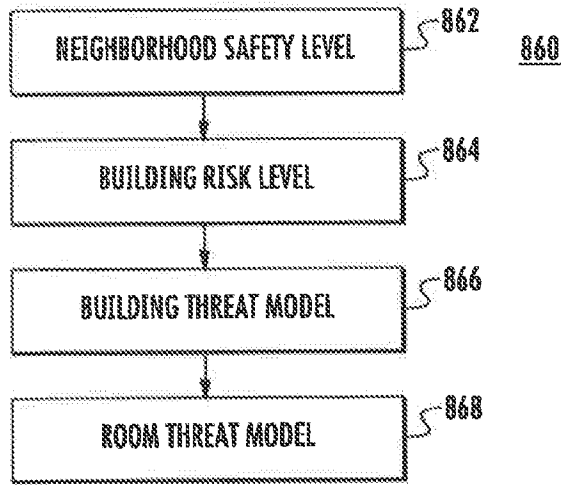 NEIGHBORHOOD SAFETY LEVEL
862
860
BUILDING RISK LEVEL
864
BUILDING THREAT MODEL
866
ROOM THREAT MODEL
868